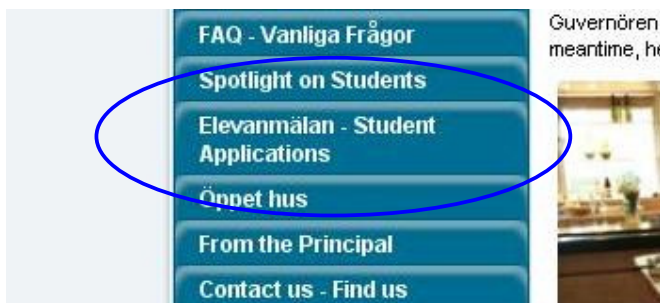 FAQ - Vanliga Frågor
Spotlight on Students
Elevanmälan - Student
Applications
Öppet hus
From the Principal
Contact us - Find us
Guvernören
meantime, he